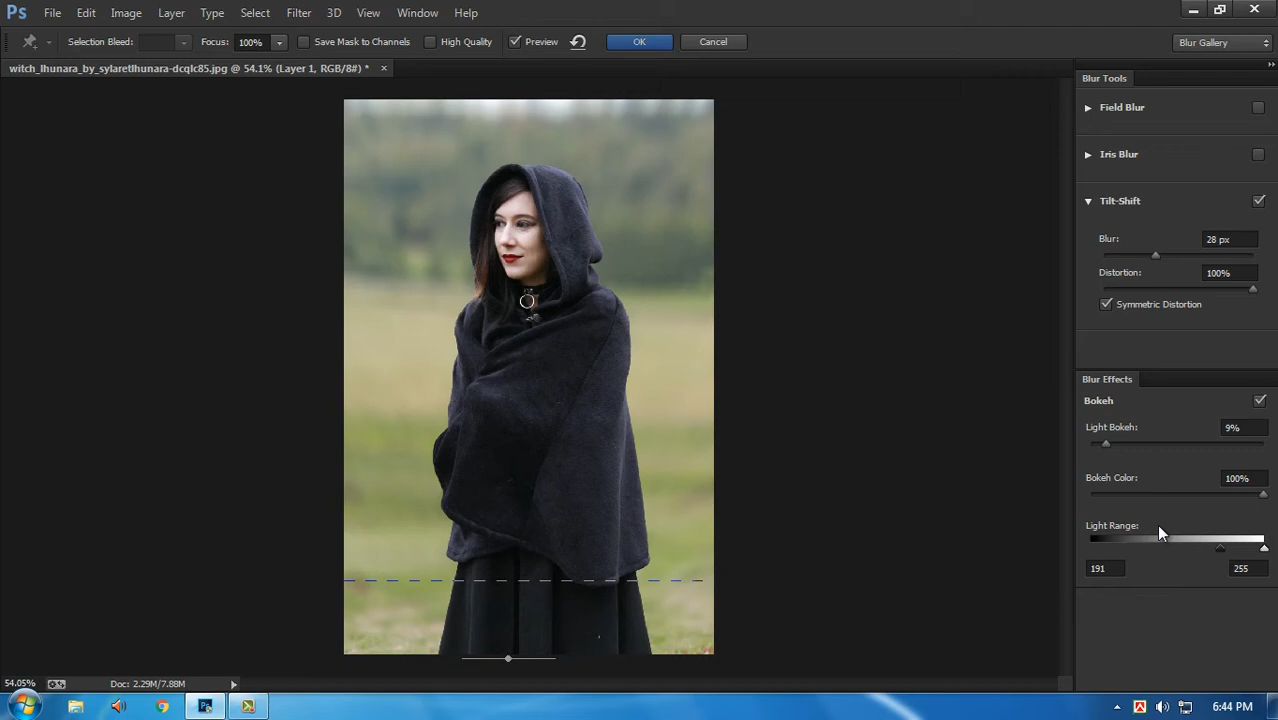 Ps File Edit Image Layer Type Select Filter 3D View Window Help
Selection Bleed: Focus: 100% Save Mask to Channels High Quality Preview OK Cancel Blur Gallery
witch_lhunara_by_sylaretlhunara-dcqlc85.jpg @ 54.1% (Layer 1, RGB/8#) * ×
Blur Tools
Field Blur
Iris Blur
Tilt-Shift
Blur: 28 px
Distortion: 100%
Symmetric Distortion
Blur Effects
Bokeh
Light Bokeh: 9%
Bokeh Color: 100%
Light Range:
191 255
54.05% Doc: 2.29M/7.88M
6:44 PM